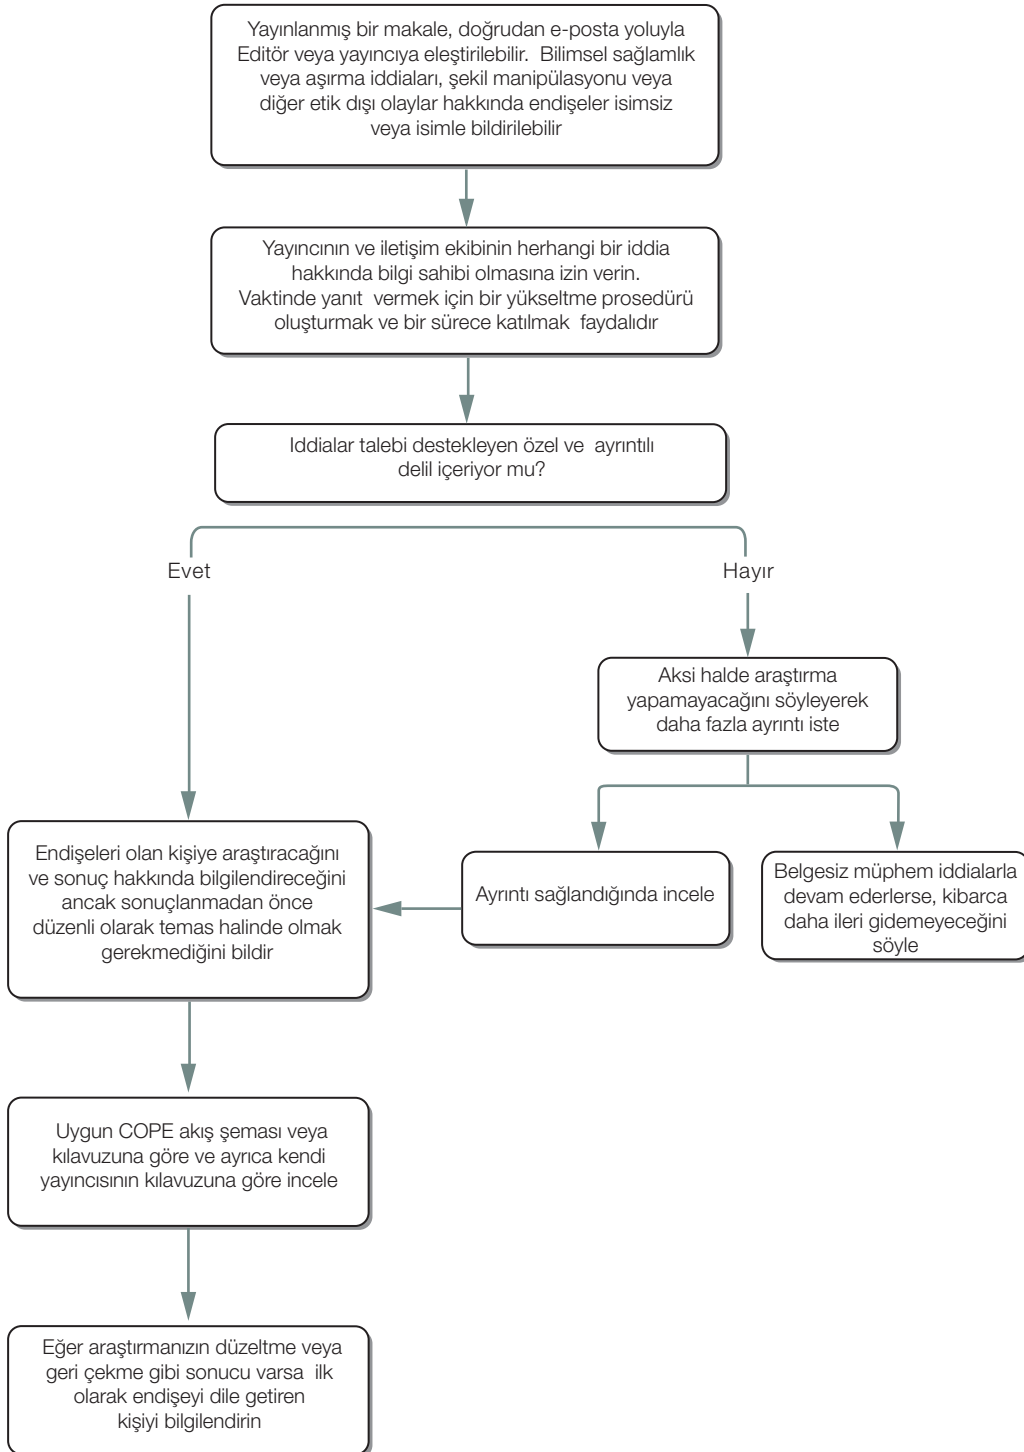 Yayınlanmış bir makale, doğrudan e-posta yoluyla
Editör veya yayıncıya eleştirilebilir. Bilimsel sağlamlık
veya aşırma iddiaları, şekil manipülasyonu veya
diğer etik dışı olaylar hakkında endişeler isimsiz
veya isimle bildirilebilir
Yayıncının ve iletişim ekibinin herhangi bir iddia
hakkında bilgi sahibi olmasına izin verin.
Vaktinde yanıt vermek için bir yükseltme prosedürü
oluşturmak ve bir sürece katılmak faydalıdır
Iddialar talebi destekleyen özel ve ayrıntılı
delil içeriyor mu?
Evet
Hayır
Aksi halde araştırma
yapamayacağını söyleyerek
daha fazla ayrıntı iste
Endişeleri olan kişiye araştıracağını
ve sonuç hakkında bilgilendireceğini
ancak sonuçlanmadan önce
düzenli olarak temas halinde olmak
gerekmediğini bildir
Ayrıntı sağlandığında incele
Belgesiz müphem iddialarla
devam ederlerse, kibarca
daha ileri gidemeyeceğini
söyle
Uygun COPE akış şeması veya
kılavuzuna göre ve ayrıca kendi
yayıncısının kılavuzuna göre incele
Eğer araştırmanızın düzeltme veya
geri çekme gibi sonucu varsa ilk
olarak endişeyi dile getiren
kişiyi bilgilendirin